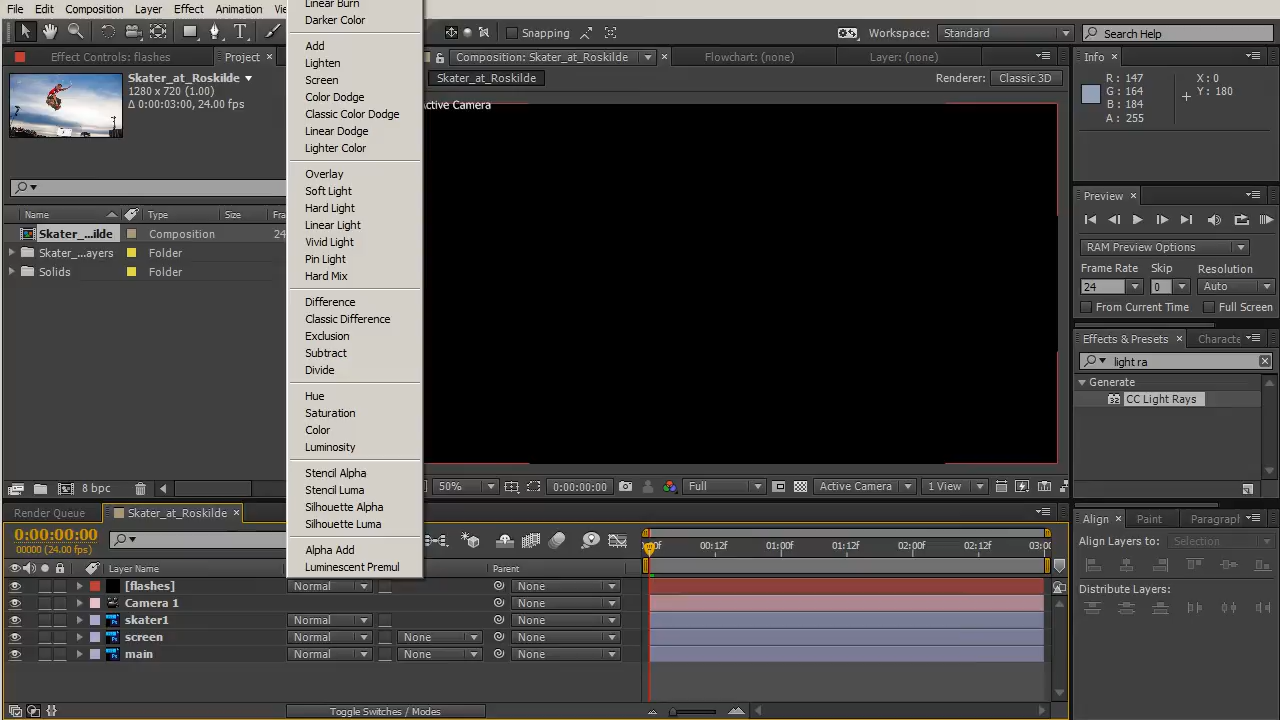 File Edit Composition Layer Effect Animation
Snapping
Workspace: Standard
Search Help
Effect Controls: flashes
Project
Composition: Skater_at_Roskilde
Flowchart: (none)
Layer: (none)
Info
Skater_at_Roskilde
1280 x 720 (1.00)
Δ 0:00:03:00, 24.00 fps
Skater_at_Roskilde
Renderer: Classic 3D
Active Camera
R: 147
G: 164
B: 184
A: 255
X: 0
Y: 180
Linear Burn
Darker Color
Add
Lighten
Screen
Color Dodge
Classic Color Dodge
Linear Dodge
Lighter Color
Overlay
Soft Light
Hard Light
Linear Light
Vivid Light
Pin Light
Hard Mix
Difference
Classic Difference
Exclusion
Subtract
Divide
Hue
Saturation
Color
Luminosity
Stencil Alpha
Stencil Luma
Silhouette Alpha
Silhouette Luma
Alpha Add
Luminescent Premul
Name Type Size Fra
Skater_...ilde Composition 24
Skater_...ayers Folder
Solids Folder
8 bpc
Preview
RAM Preview Options
Frame Rate Skip Resolution
24 0 Auto
From Current Time Full Screen
Effects & Presets Characte
light ra
Generate
32 CC Light Rays
50% 0:00:00:00 Full Active Camera 1 View
Render Queue Skater_at_Roskilde
0:00:00:00
00000 (24.00 fps)
00:12F 01:00F 01:12F 02:00F 02:12F 03:00
Layer Name Parent
[flashes] Normal None
Camera 1 None
skater1 Normal None
screen Normal None None
main Normal None None
Toggle Switches / Modes
Align Paint Paragraph
Align Layers to: Selection
Distribute Layers: